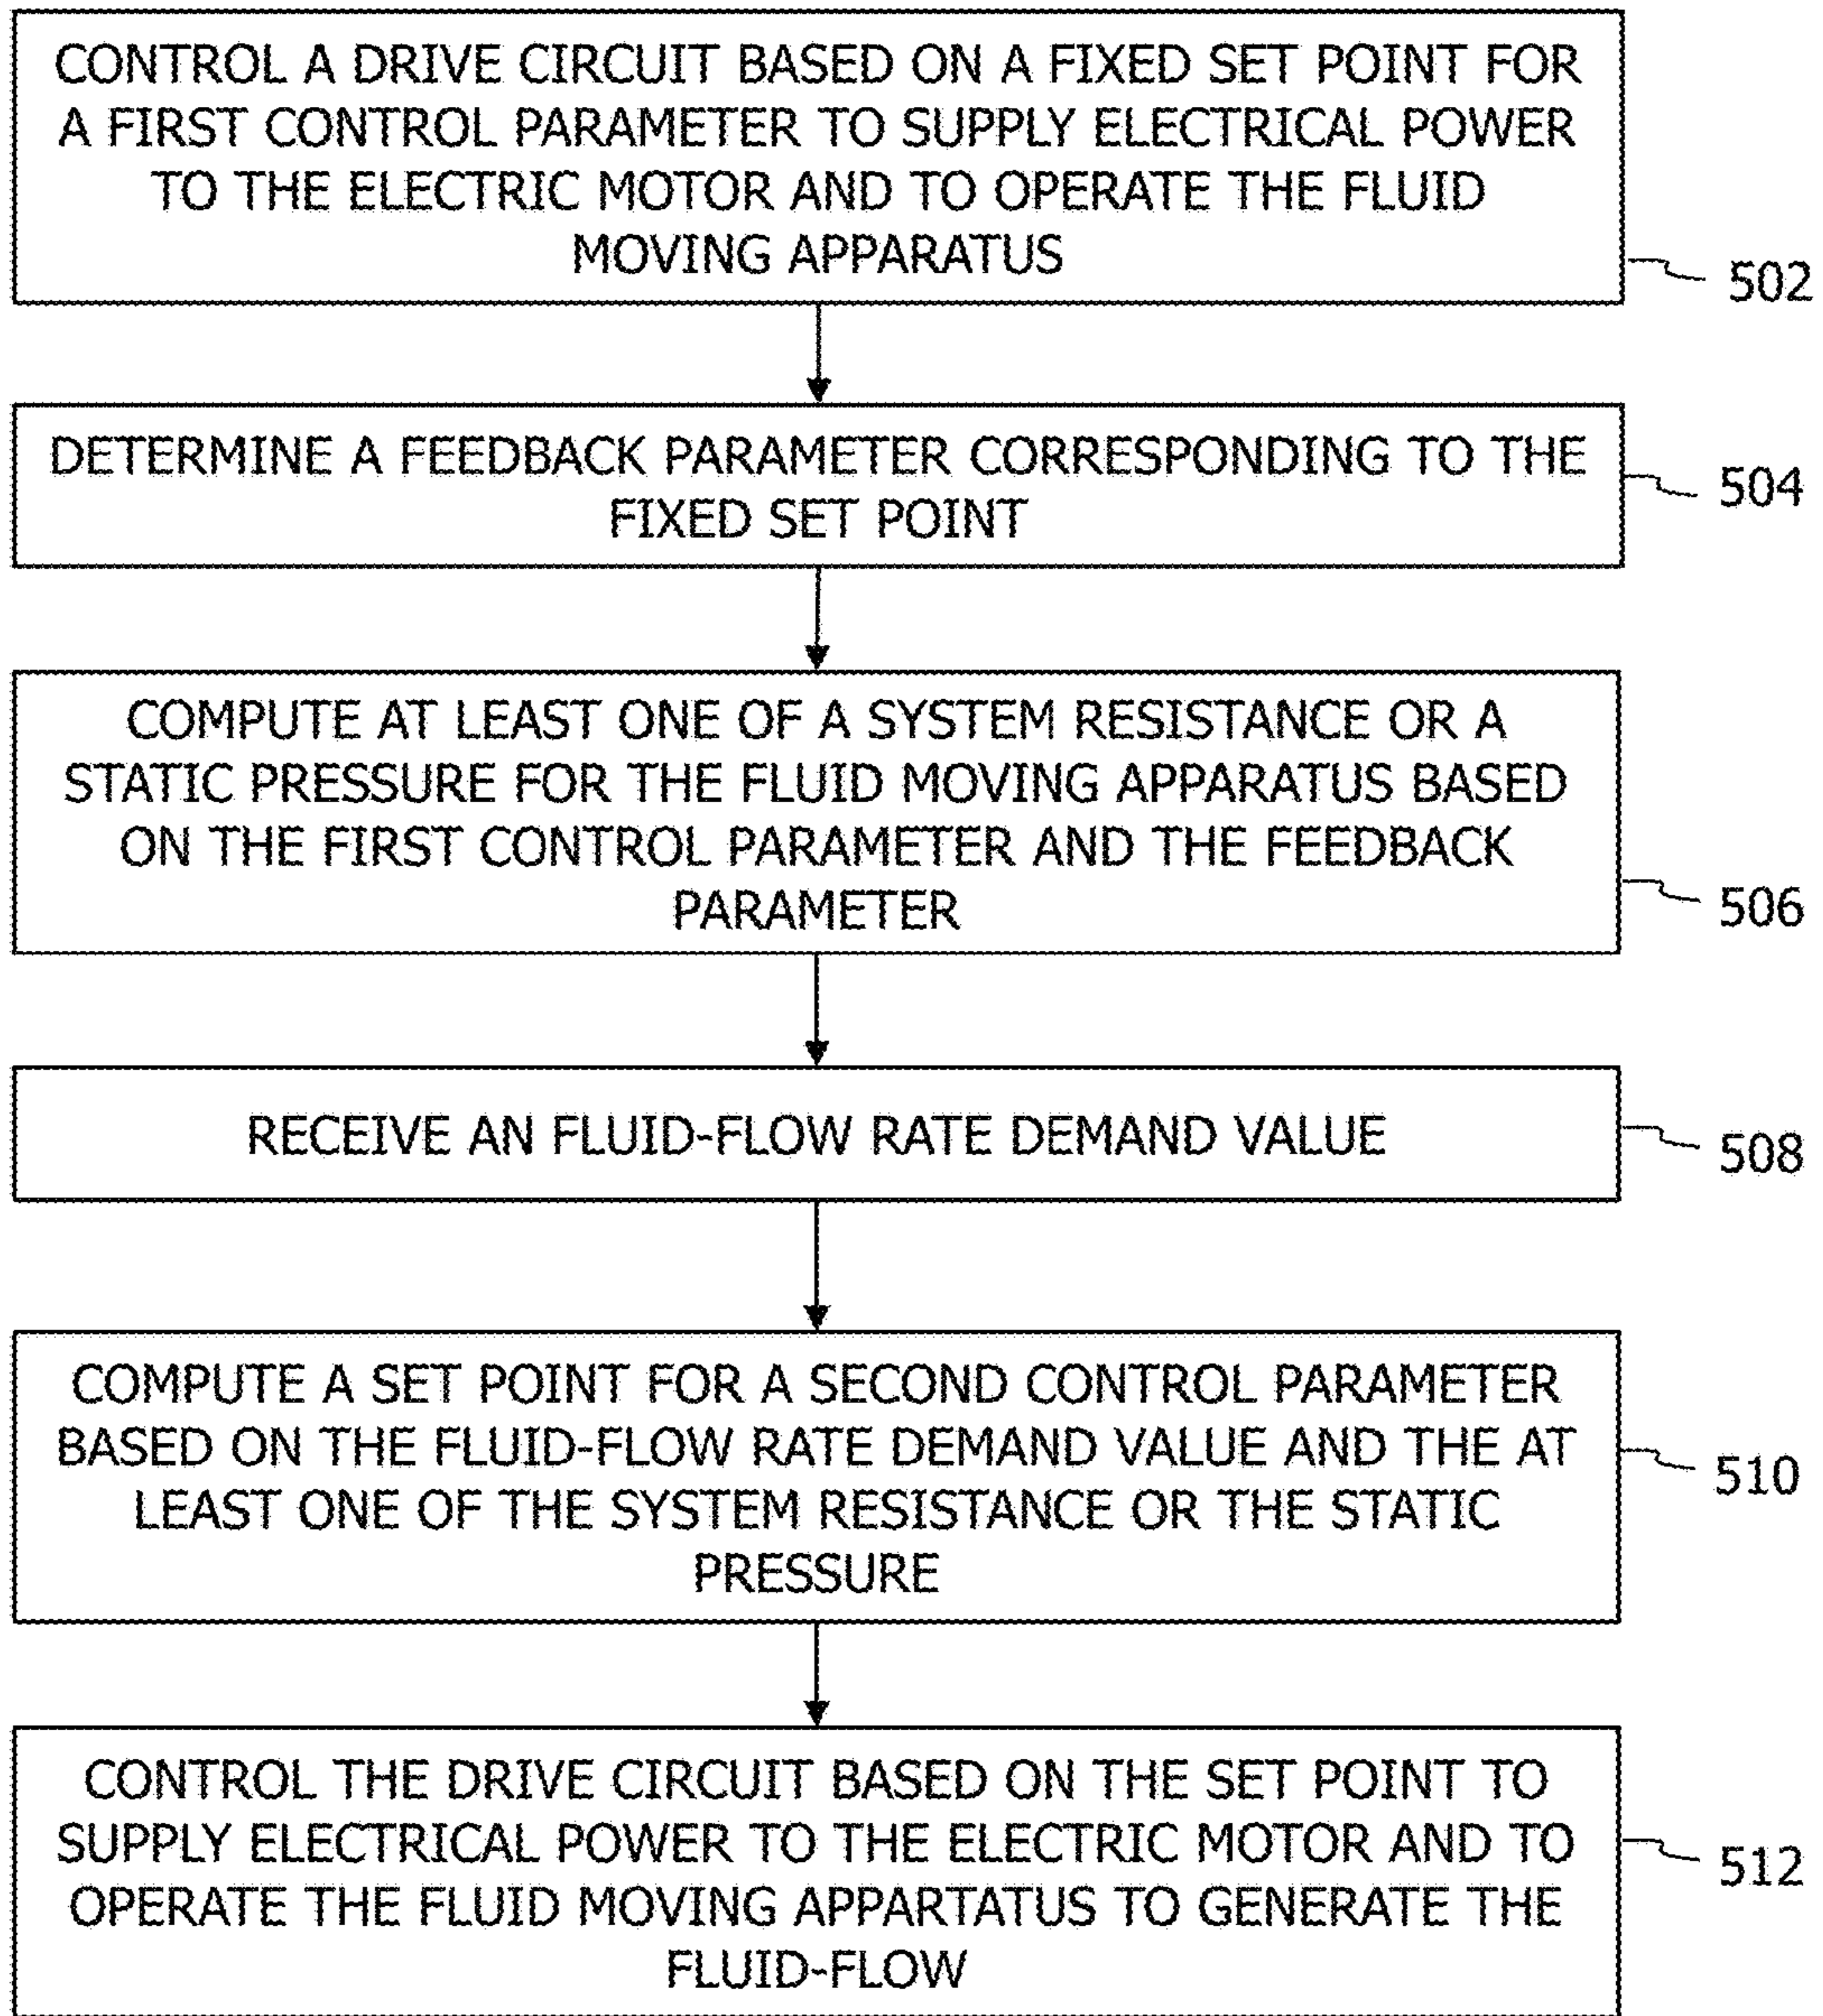 CONTROL A DRIVE CIRCUIT BASED ON A FIXED SET POINT FOR
A FIRST CONTROL PARAMETER TO SUPPLY ELECTRICAL POWER
TO THE ELECTRIC MOTOR AND TO OPERATE THE FLUID
MOVING APPARATUS
502
DETERMINE A FEEDBACK PARAMETER CORRESPONDING TO THE
FIXED SET POINT
504
COMPUTE AT LEAST ONE OF A SYSTEM RESISTANCE OR A
STATIC PRESSURE FOR THE FLUID MOVING APPARATUS BASED
ON THE FIRST CONTROL PARAMETER AND THE FEEDBACK
PARAMETER
506
RECEIVE AN FLUID-FLOW RATE DEMAND VALUE
508
COMPUTE A SET POINT FOR A SECOND CONTROL PARAMETER
BASED ON THE FLUID-FLOW RATE DEMAND VALUE AND THE AT
LEAST ONE OF THE SYSTEM RESISTANCE OR THE STATIC
PRESSURE
510
CONTROL THE DRIVE CIRCUIT BASED ON THE SET POINT TO
SUPPLY ELECTRICAL POWER TO THE ELECTRIC MOTOR AND TO
OPERATE THE FLUID MOVING APPARTATUS TO GENERATE THE
FLUID-FLOW
512